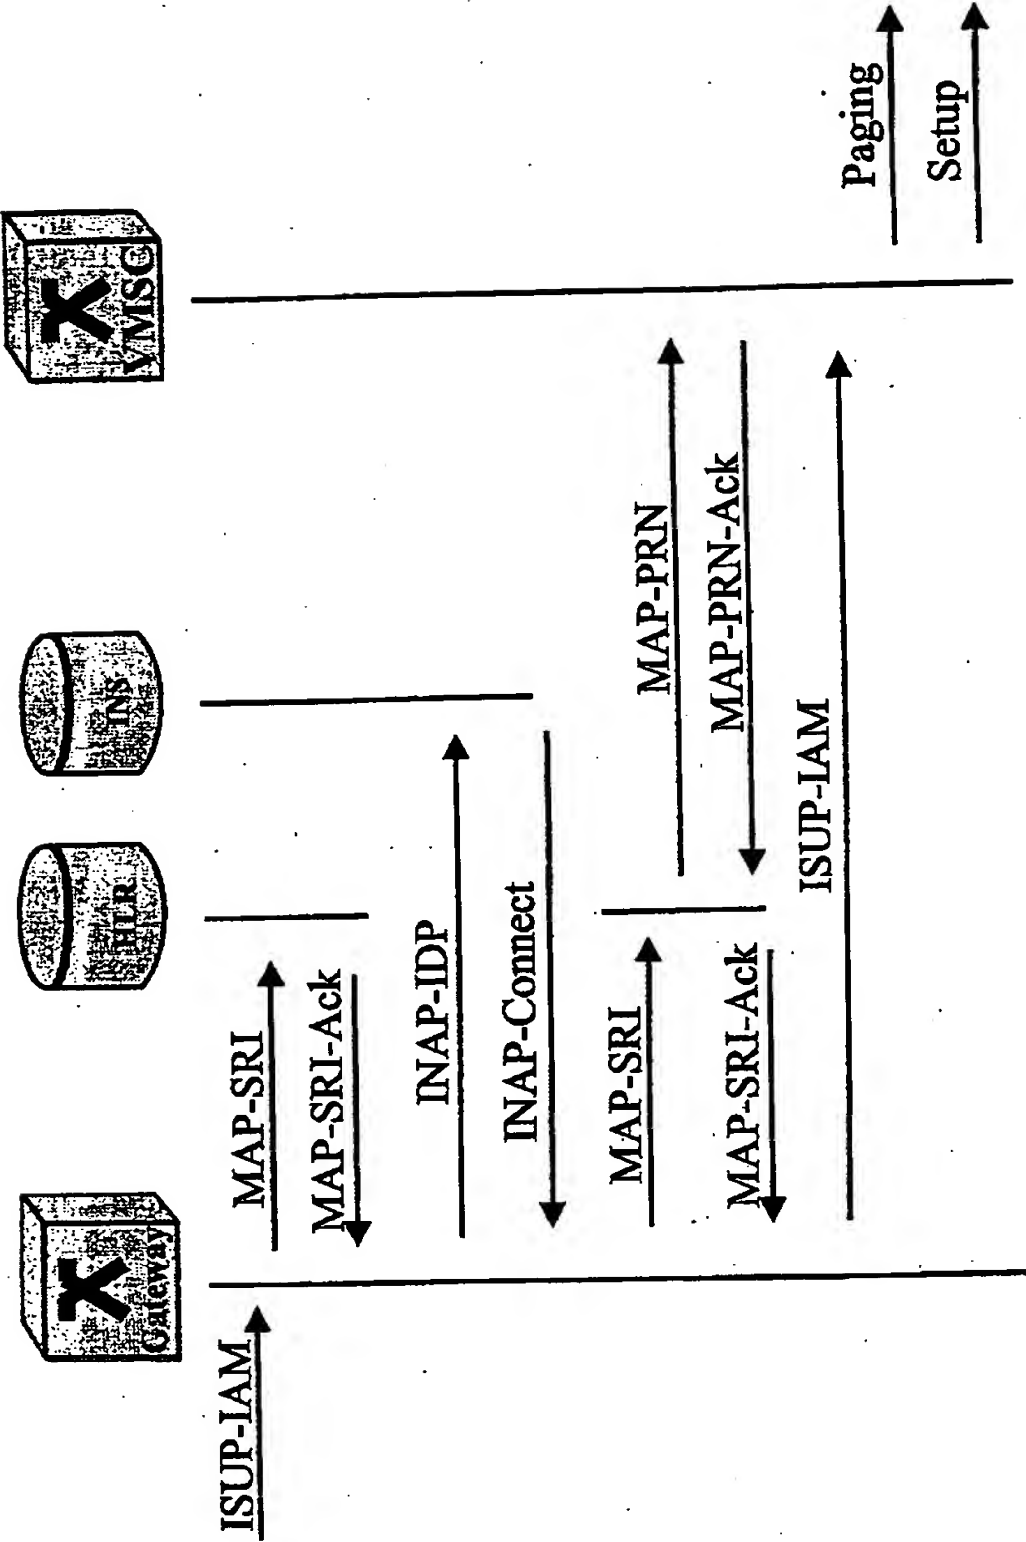 Gateway
HLR
INS
VMSC
ISUP-IAM
MAP-SRI
MAP-SRI-Ack
INAP-IDP
INAP-Connect
MAP-SRI
MAP-PRN
MAP-PRN-Ack
MAP-SRI-Ack
ISUP-IAM
Paging
Setup